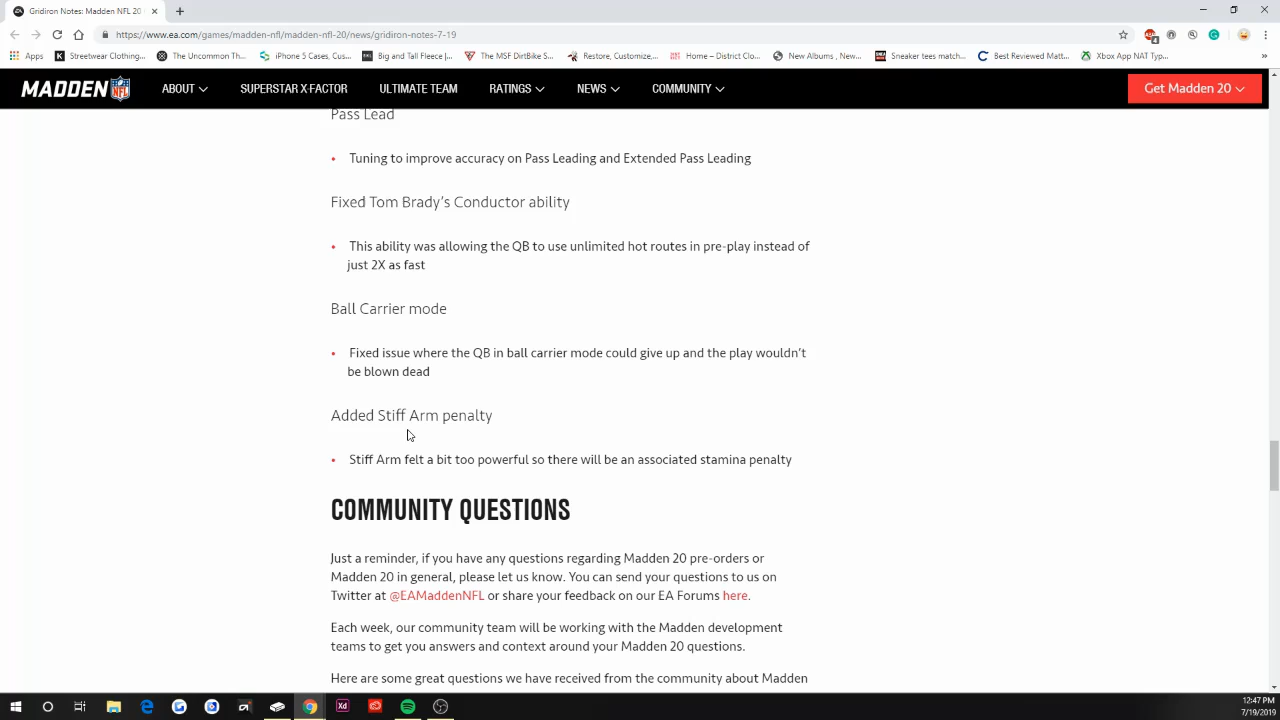 Gridiron Notes: Madden NFL 20
https://www.ea.com/games/madden-nfl/madden-nfl-20/news/gridiron-notes-7-19
Apps
Streetwear Clothing...
The Uncommon Th...
iPhone 5 Cases, Cus...
Big and Tall Fleece J...
The MSF DirtBike S...
Restore, Customize,...
Home – District Clo...
New Albums , New...
Sneaker tees match...
Best Reviewed Matt...
Xbox App NAT Typ...
»
MADDEN NFL
ABOUT
SUPERSTAR X-FACTOR
ULTIMATE TEAM
RATINGS
NEWS
COMMUNITY
Get Madden 20
Pass Lead
• Tuning to improve accuracy on Pass Leading and Extended Pass Leading
Fixed Tom Brady's Conductor ability
• This ability was allowing the QB to use unlimited hot routes in pre-play instead of
just 2X as fast
Ball Carrier mode
• Fixed issue where the QB in ball carrier mode could give up and the play wouldn't
be blown dead
Added Stiff Arm penalty
• Stiff Arm felt a bit too powerful so there will be an associated stamina penalty
COMMUNITY QUESTIONS
Just a reminder, if you have any questions regarding Madden 20 pre-orders or
Madden 20 in general, please let us know. You can send your questions to us on
Twitter at @EAMaddenNFL or share your feedback on our EA Forums here.
Each week, our community team will be working with the Madden development
teams to get you answers and context around your Madden 20 questions.
Here are some great questions we have received from the community about Madden
12:47 PM
7/19/2019